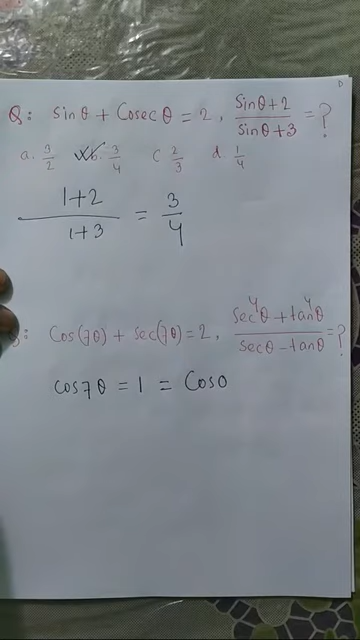 Q: Sinθ + Cosecθ = 2, (Sinθ+2)/(Sinθ+3) = ?
a. 3/2 b. 3/4 c 2/3 d. 1/4
(1+2)/(1+3) = 3/4
: Cos(7θ) + sec(7θ) = 2, (sec⁴θ + tan⁴θ)/(secθ - tanθ) = ?
cos7θ = 1 = Cos0